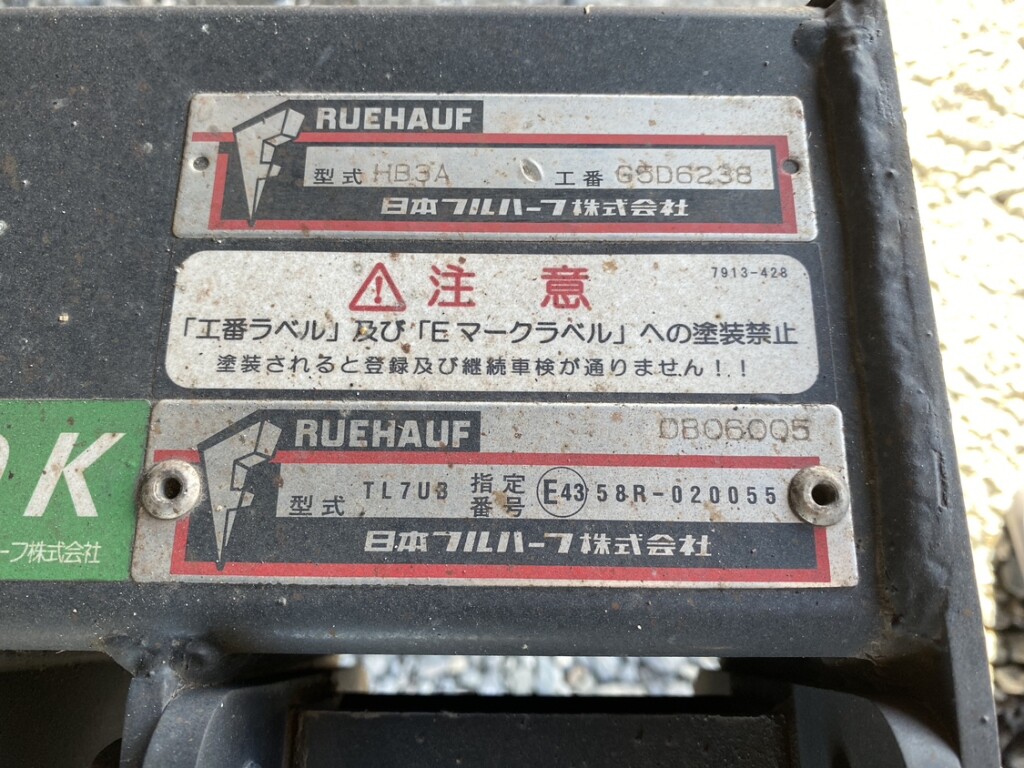 RUEHAUF
型式 HB3A 工番 G5D6238
日本フルハーフ株式会社
7913-428
注意
「工番ラベル」及び「Eマークラベル」への塗装禁止
塗装されると登録及び継続車検が通りません!!
RUEHAUF DB06005
型式 TL7U3 指定番号 E43 58R-020055
日本フルハーフ株式会社
K
ーフ株式会社